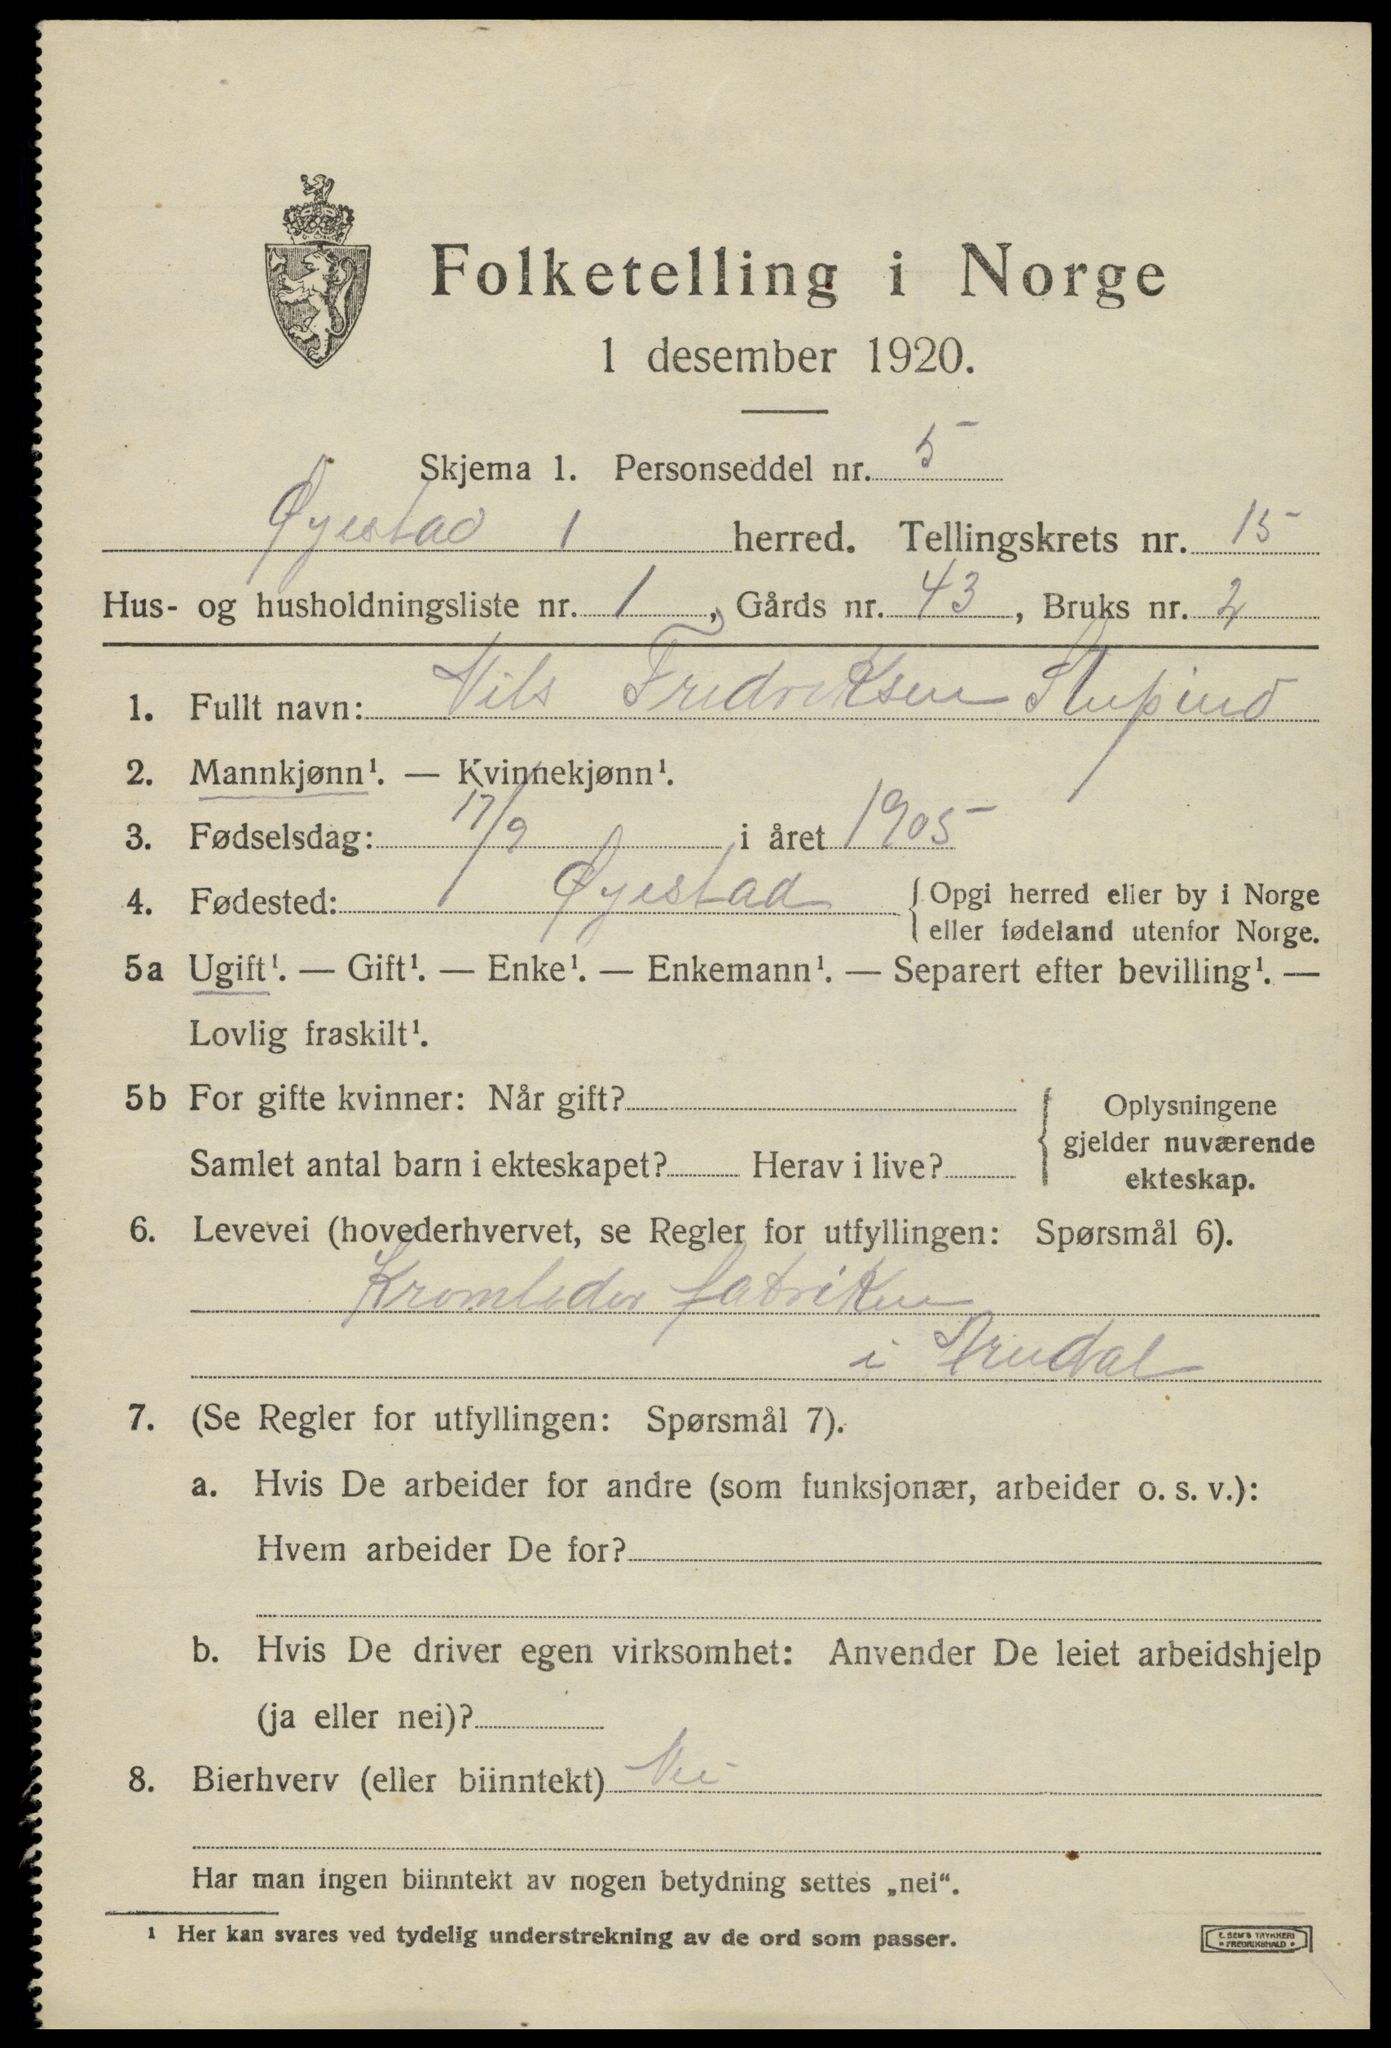 Folketelling i Norge
1 desember 1920.
Skjema 1. Personseddel nr. 5
Øyestad 1 herred. Tellingskrets nr. 15
Hus- og husholdningsliste nr. 1, Gårds nr. 43, Bruks nr. 2
1. Fullt navn: Nils Fredriksen
2. Mannkjønn¹. — Kvinnekjønn¹.
3. Fødselsdag: 17/9 i året 1905
4. Fødested: Øyestad { Opgi herred eller by i Norge
eller fødeland utenfor Norge.
5a Ugift¹. — Gift¹. — Enke¹. — Enkemann¹. — Separert efter bevilling¹. —
Lovlig fraskilt¹.
5b For gifte kvinner: Når gift?
Samlet antal barn i ekteskapet? Herav i live?
{ Oplysningene
gjelder nuværende
ekteskap.
6. Levevei (hovederhvervet, se Regler for utfyllingen: Spørsmål 6).
Kromleder fabriken
i
7. (Se Regler for utfyllingen: Spørsmål 7).
a. Hvis De arbeider for andre (som funksjonær, arbeider o. s. v.):
Hvem arbeider De for?
b. Hvis De driver egen virksomhet: Anvender De leiet arbeidshjelp
(ja eller nei)?
8. Bierhverv (eller biinntekt) Nei
Har man ingen biinntekt av nogen betydning settes „nei“.
¹ Her kan svares ved tydelig understrekning av de ord som passer.
E. SEM'S TRYKKERI
• FREDRIKSHALD •